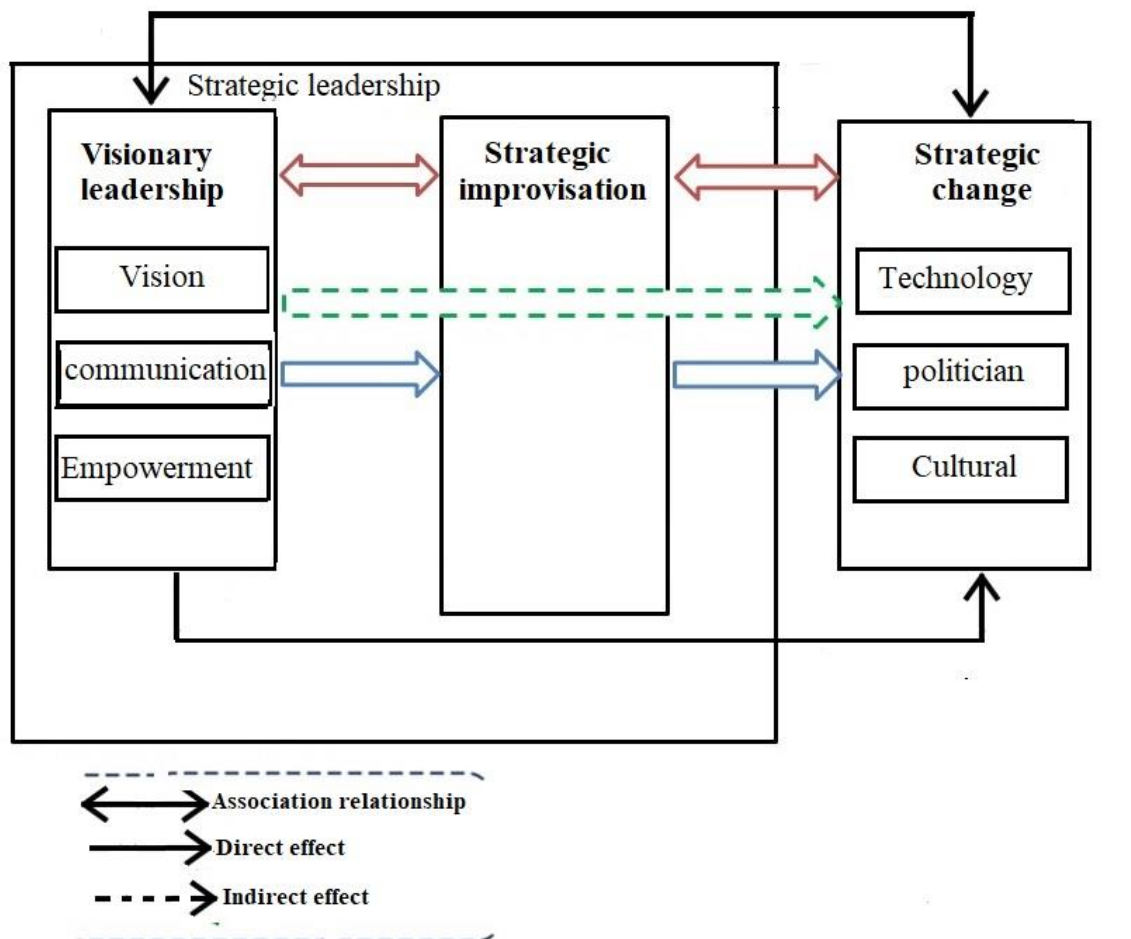 Strategic leadership
Visionary
leadership
Vision
communication
Empowerment
Strategic
improvisation
Strategic
change
Technology
politician
Cultural
Association relationship
Direct effect
Indirect effect